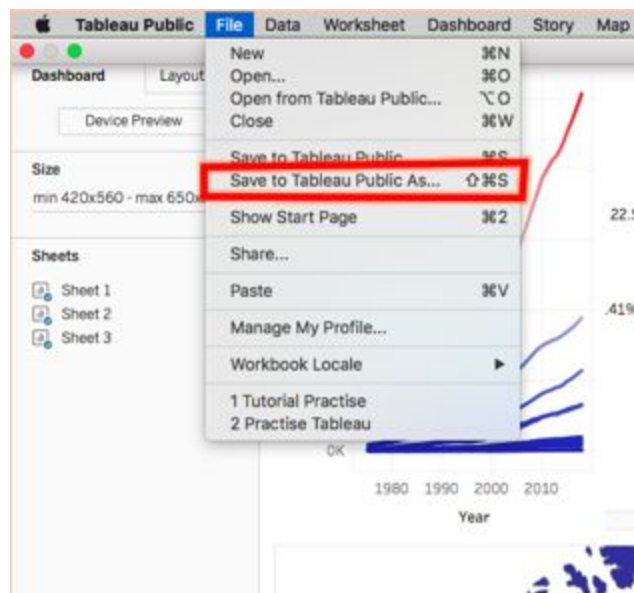 Tableau Public File Data Worksheet Dashboard Story Map
Dashboard Layout
Device Preview
Size
min 420x560 - max 650x
Sheets
Sheet 1
Sheet 2
Sheet 3
New ⌘N
Open... ⌘O
Open from Tableau Public... ⌥O
Close ⌘W
Save to Tableau Public ⌘S
Save to Tableau Public As... ⇧⌘S
Show Start Page ⌘2
Share...
Paste ⌘V
Manage My Profile...
Workbook Locale ▶
1 Tutorial Practise
2 Practise Tableau
22.
.41%
0K
1980 1990 2000 2010
Year